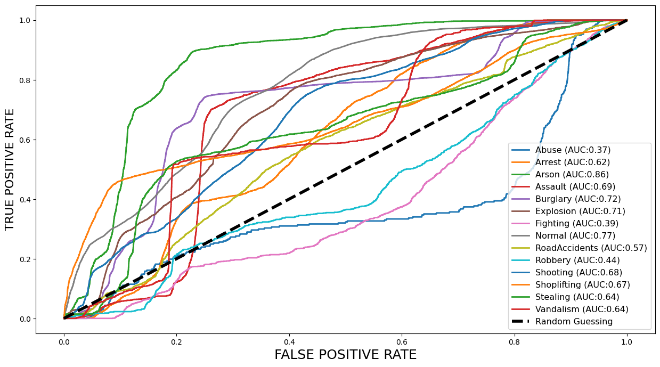 1.0
0.8
0.6
0.4
0.2
0.0
TRUE POSITIVE RATE
0.0 0.2 0.4 0.6 0.8 1.0
FALSE POSITIVE RATE
Abuse (AUC:0.37)
Arrest (AUC:0.62)
Arson (AUC:0.86)
Assault (AUC:0.69)
Burglary (AUC:0.72)
Explosion (AUC:0.71)
Fighting (AUC:0.39)
Normal (AUC:0.77)
RoadAccidents (AUC:0.57)
Robbery (AUC:0.44)
Shooting (AUC:0.68)
Shoplifting (AUC:0.67)
Stealing (AUC:0.64)
Vandalism (AUC:0.64)
Random Guessing